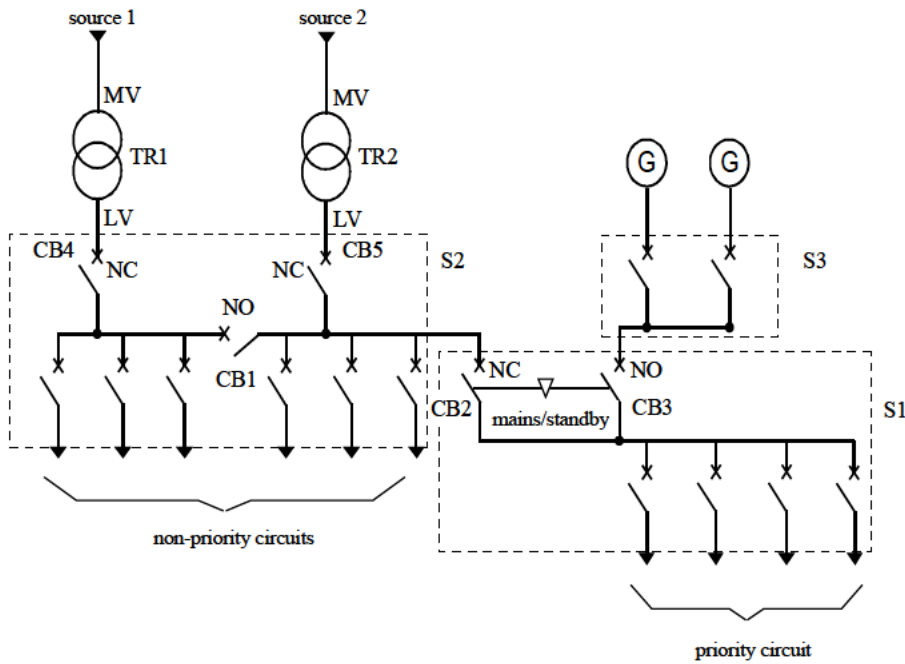 source 1
source 2
MV
MV
TR1
TR2
G
G
LV
LV
CB4
CB5
S2
S3
NC
NC
NO
CB1
NC
NO
CB2
CB3
S1
mains/standby
non-priority circuits
priority circuit